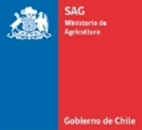 SAG
Ministerio de
Agricultura
Gobierno de Chile